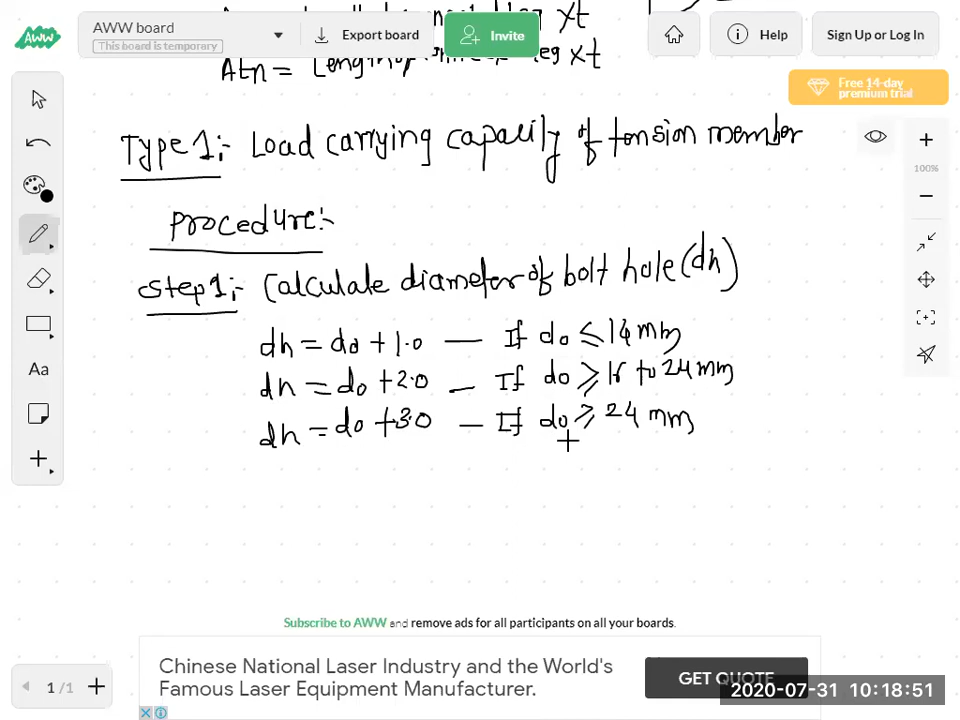 AWW board
This board is temporary
Export board
Invite
Help
Sign Up or Log In
AWW
Free 14-day
premium trial
xt
Atn = Length of leg xt
Type 1:- Load carrying capacity of tension member
100%
procedure:-
step 1:- Calculate diameter of bolt hole (dh)
dh = do + 1.0 — If do ≤ 14 mm
dh = do + 2.0 — If do ≥ 16 to 24 mm
dh = do + 3.0 — If do ≥ 24 mm
Aa
Subscribe to AWW and remove ads for all participants on all your boards.
Chinese National Laser Industry and the World's
Famous Laser Equipment Manufacturer.
GET QUOTE
1 /1
2020-07-31 10:18:51